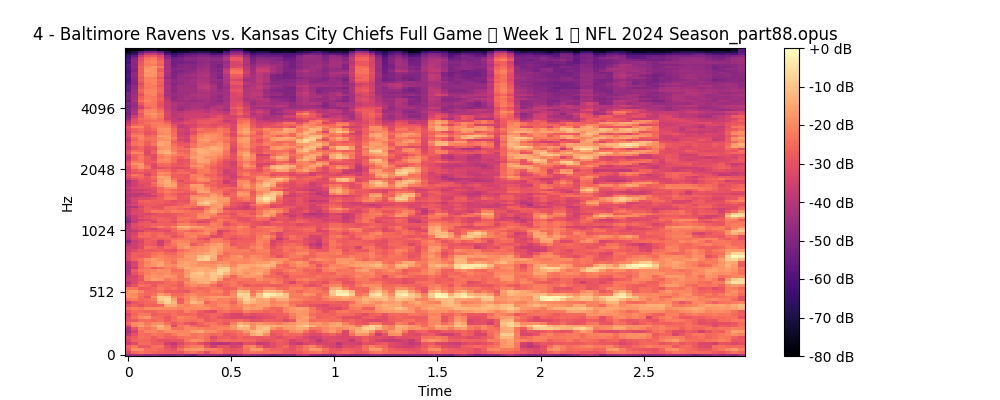 4 - Baltimore Ravens vs. Kansas City Chiefs Full Game ▯ Week 1 ▯ NFL 2024 Season_part88.opus
+0 dB
4096
-10 dB
-20 dB
2048
-30 dB
Hz
-40 dB
1024
-50 dB
512
-60 dB
-70 dB
0
-80 dB
0 0.5 1 1.5 2 2.5
Time